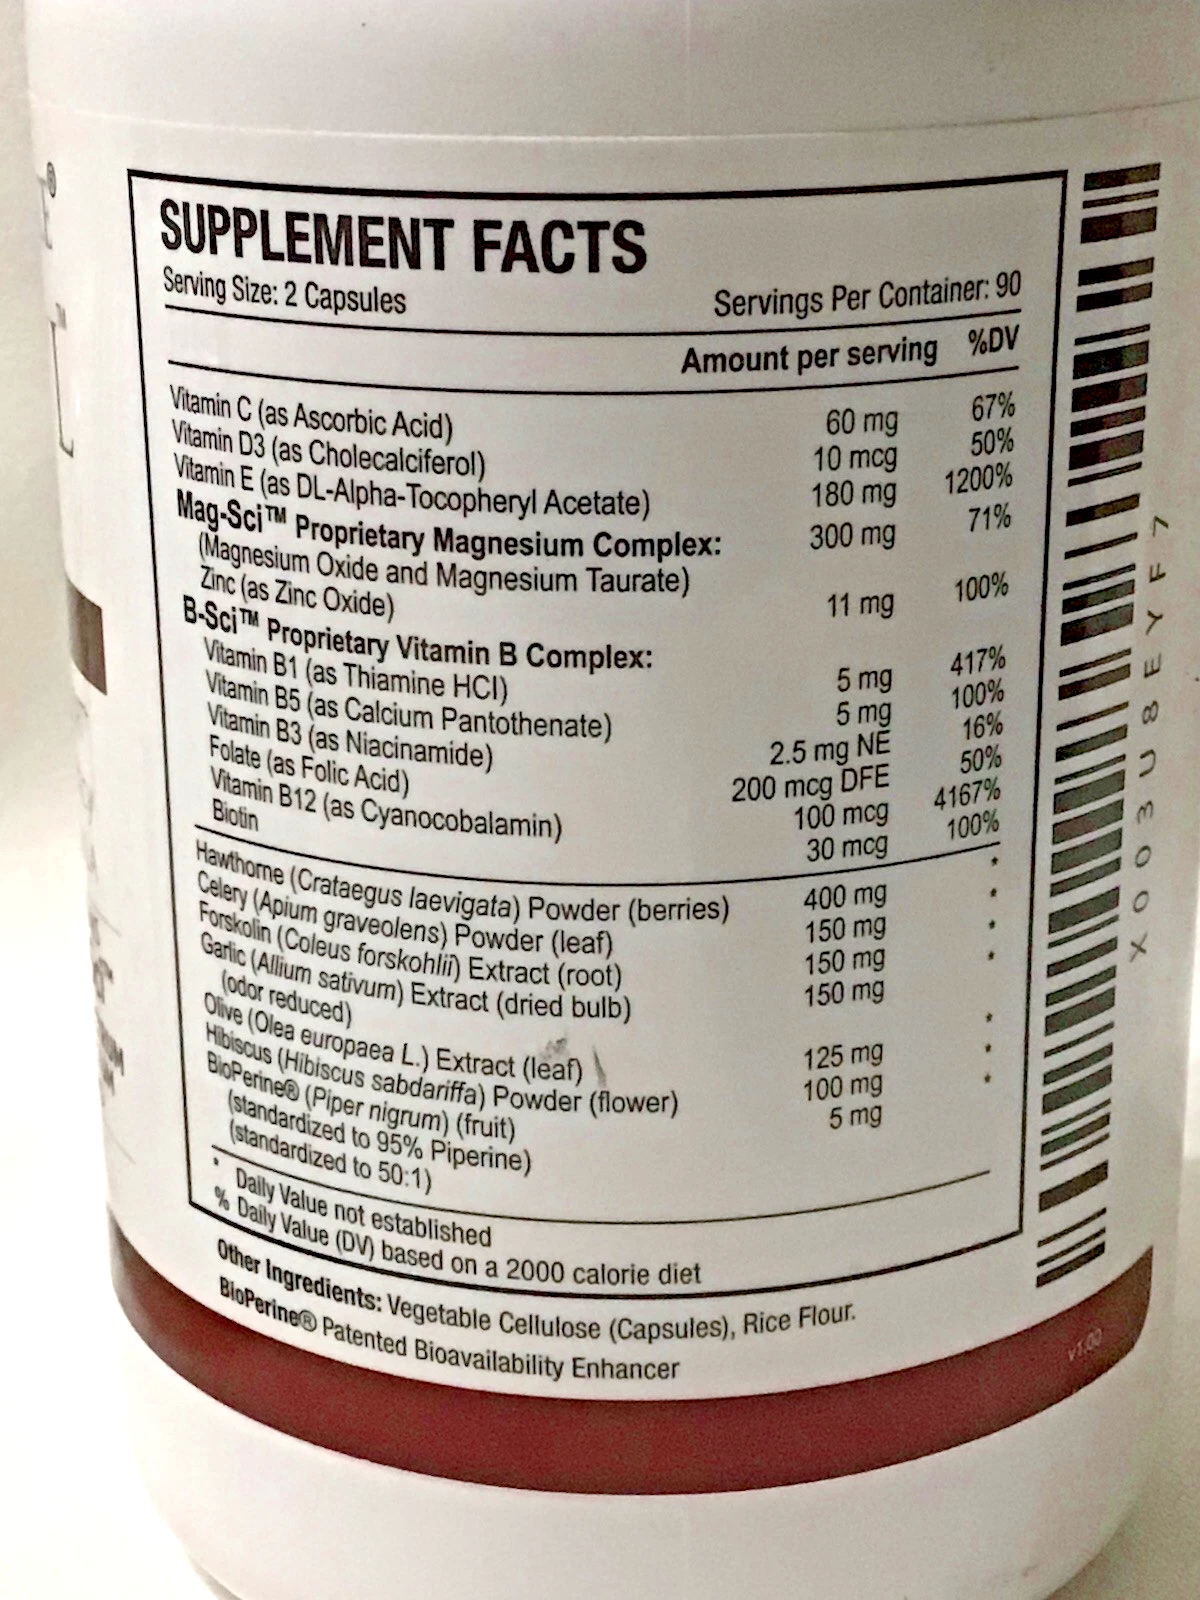 SUPPLEMENT FACTS
Serving Size: 2 Capsules Servings Per Container: 90
Amount per serving %DV
Vitamin C (as Ascorbic Acid) 60 mg 67%
Vitamin D3 (as Cholecalciferol) 10 mcg 50%
Vitamin E (as DL-Alpha-Tocopheryl Acetate) 180 mg 1200%
Mag-Sci™ Proprietary Magnesium Complex: 300 mg 71%
(Magnesium Oxide and Magnesium Taurate)
Zinc (as Zinc Oxide) 11 mg 100%
B-Sci™ Proprietary Vitamin B Complex:
Vitamin B1 (as Thiamine HCl) 5 mg 417%
Vitamin B5 (as Calcium Pantothenate) 5 mg 100%
Vitamin B3 (as Niacinamide) 2.5 mg NE 16%
Folate (as Folic Acid) 200 mcg DFE 50%
Vitamin B12 (as Cyanocobalamin) 100 mcg 4167%
Biotin 30 mcg 100%
Hawthorne (Crataegus laevigata) Powder (berries) 400 mg *
Celery (Apium graveolens) Powder (leaf) 150 mg *
Forskolin (Coleus forskohlii) Extract (root) 150 mg *
Garlic (Allium sativum) Extract (dried bulb) 150 mg *
(odor reduced)
Olive (Olea europaea L.) Extract (leaf) 125 mg *
Hibiscus (Hibiscus sabdariffa) Powder (flower) 100 mg *
BioPerine® (Piper nigrum) (fruit) 5 mg *
(standardized to 95% Piperine)
(standardized to 50:1)
* Daily Value not established
% Daily Value (DV) based on a 2000 calorie diet
Other Ingredients: Vegetable Cellulose (Capsules), Rice Flour.
BioPerine® Patented Bioavailability Enhancer
X003U8EYF7
v1.00